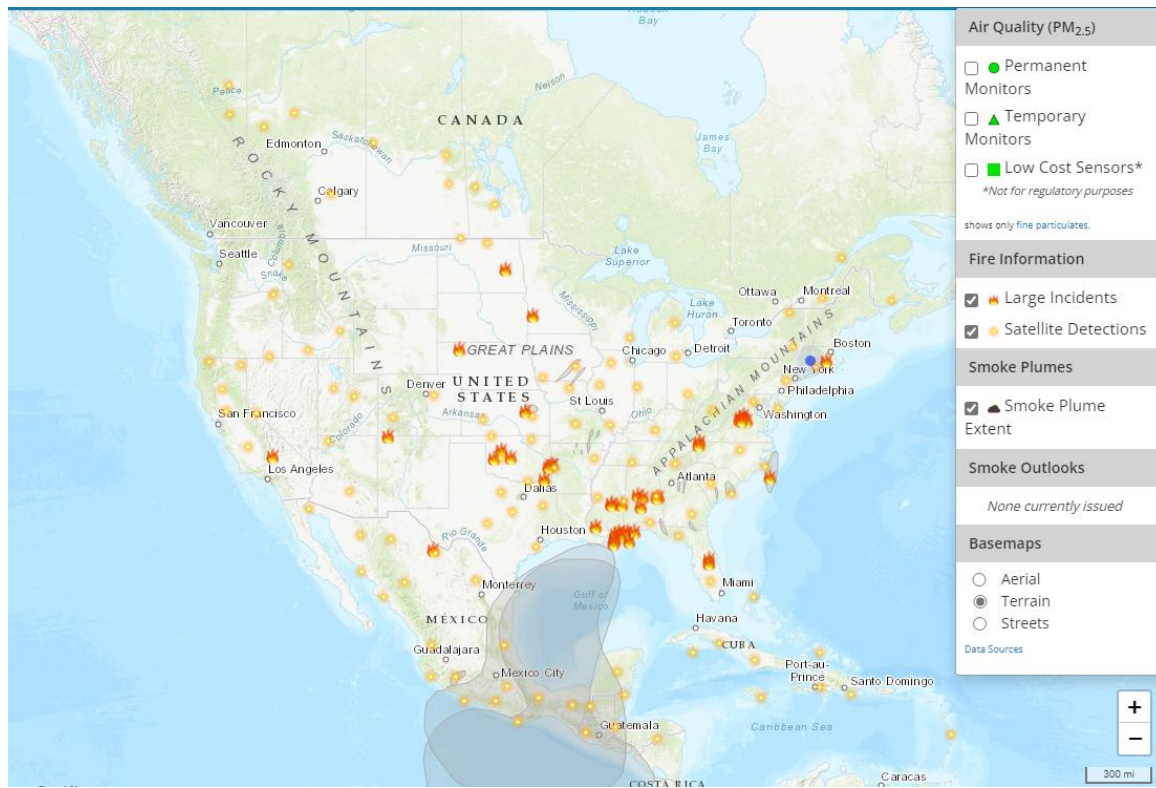 Air Quality (PM2.5)
Permanent
Monitors
Temporary
Monitors
Low Cost Sensors*
*Not for regulatory purposes
shows only fine particulates.
Fire Information
Large Incidents
Satellite Detections
Smoke Plumes
Smoke Plume
Extent
Smoke Outlooks
None currently issued
Basemaps
Aerial
Terrain
Streets
Data Sources
+
−
300 mi
Hudson
Bay
Peace
Nelson
CANADA
James
Bay
Edmonton
Saskatchewan
ROCKY MOUNTAINS
Calgary
Vancouver
Seattle
Columbia
Missouri
Lake
Superior
Snake
Mississippi
Ottawa
Montreal
Lake
Huron
Toronto
Boston
GREAT PLAINS
Chicago
Detroit
New York
Philadelphia
Denver
UNITED
STATES
St Louis
Ohio
APPALACHIAN MOUNTAINS
Washington
San Francisco
Colorado
Arkansas
Los Angeles
Atlanta
Dallas
Houston
Rio Grande
Monterrey
Gulf of
Mexico
Miami
MÉXICO
Havana
Guadalajara
CUBA
Mexico City
Port-au-
Prince
Santo Domingo
Guatemala
Caribbean Sea
COSTA RICA
Caracas